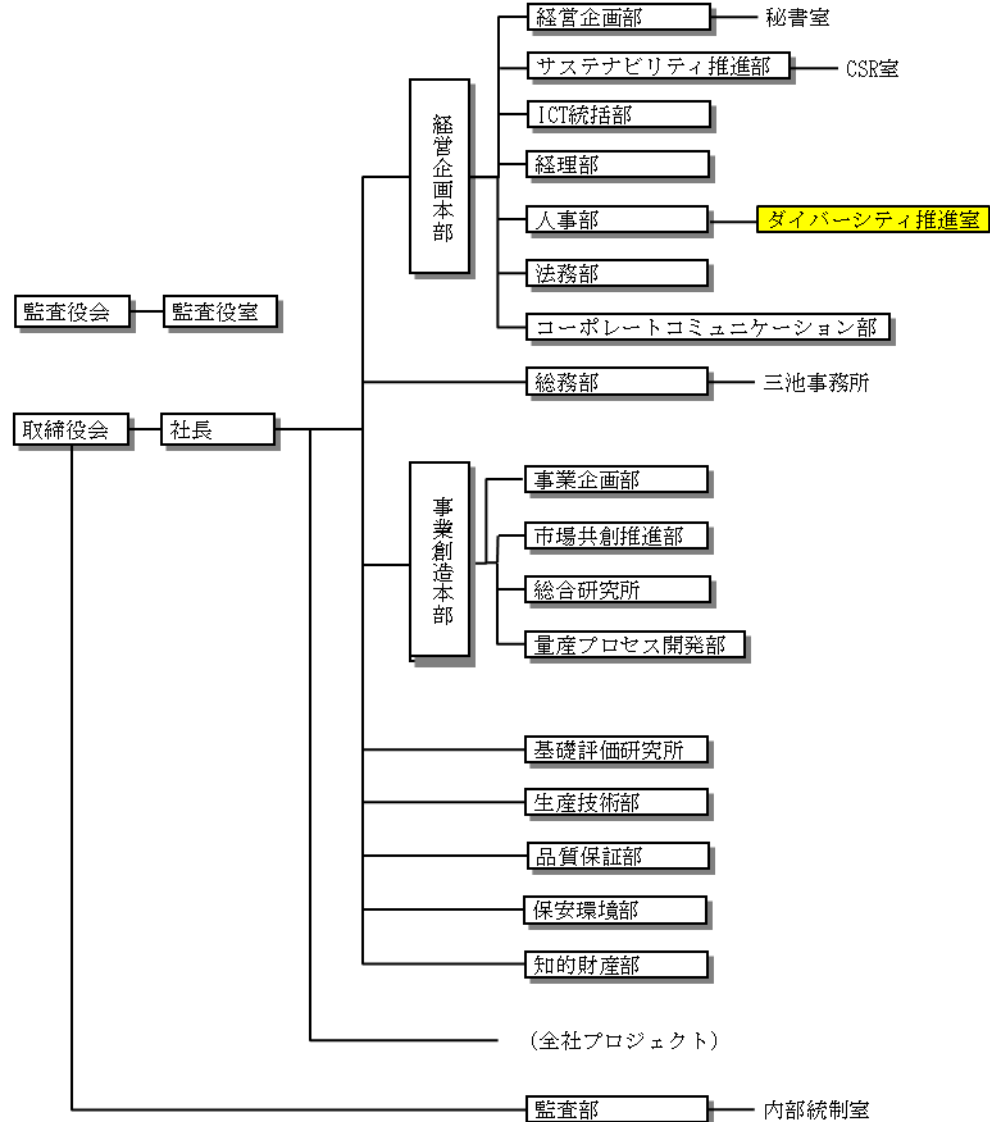 経営企画部
秘書室
サステナビリティ推進部
CSR室
ICT統括部
経営企画本部
経理部
人事部
ダイバーシティ推進室
法務部
監査役会
監査役室
コーポレートコミュニケーション部
総務部
三池事務所
取締役会
社長
事業創造本部
事業企画部
市場共創推進部
総合研究所
量産プロセス開発部
基礎評価研究所
生産技術部
品質保証部
保安環境部
知的財産部
(全社プロジェクト)
監査部
内部統制室